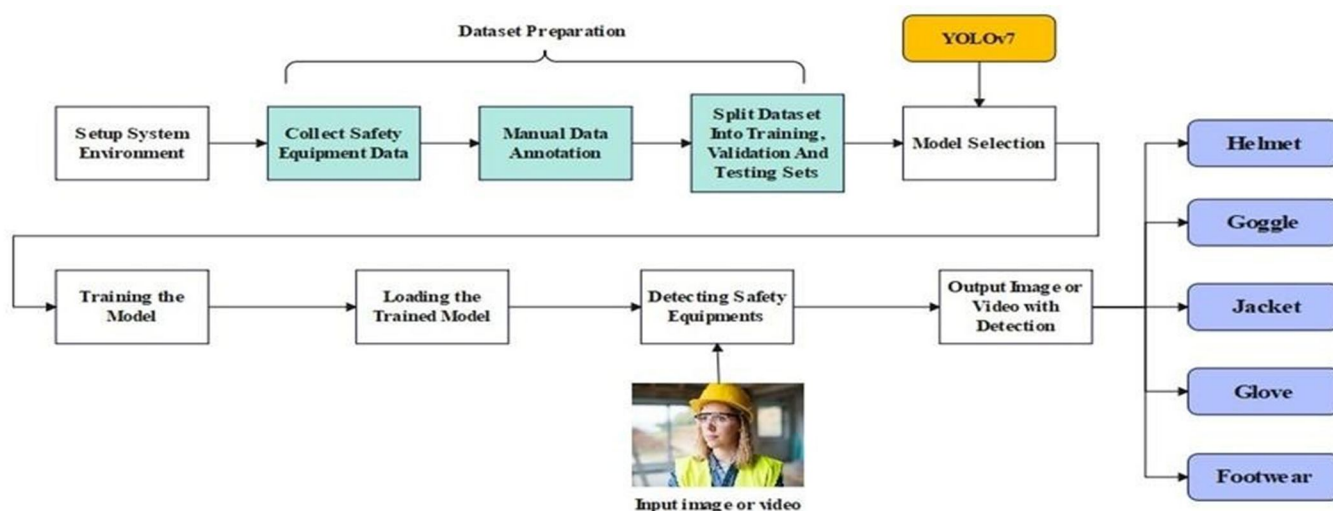 Dataset Preparation
YOLOv7
Setup System
Environment
Collect Safety
Equipment Data
Manual Data
Annotation
Split Dataset
Into Training,
Validation And
Testing Sets
Model Selection
Helmet
Goggle
Jacket
Glove
Footwear
Training the
Model
Loading the
Trained Model
Detecting Safety
Equipments
Output Image or
Video with
Detection
Input image or video